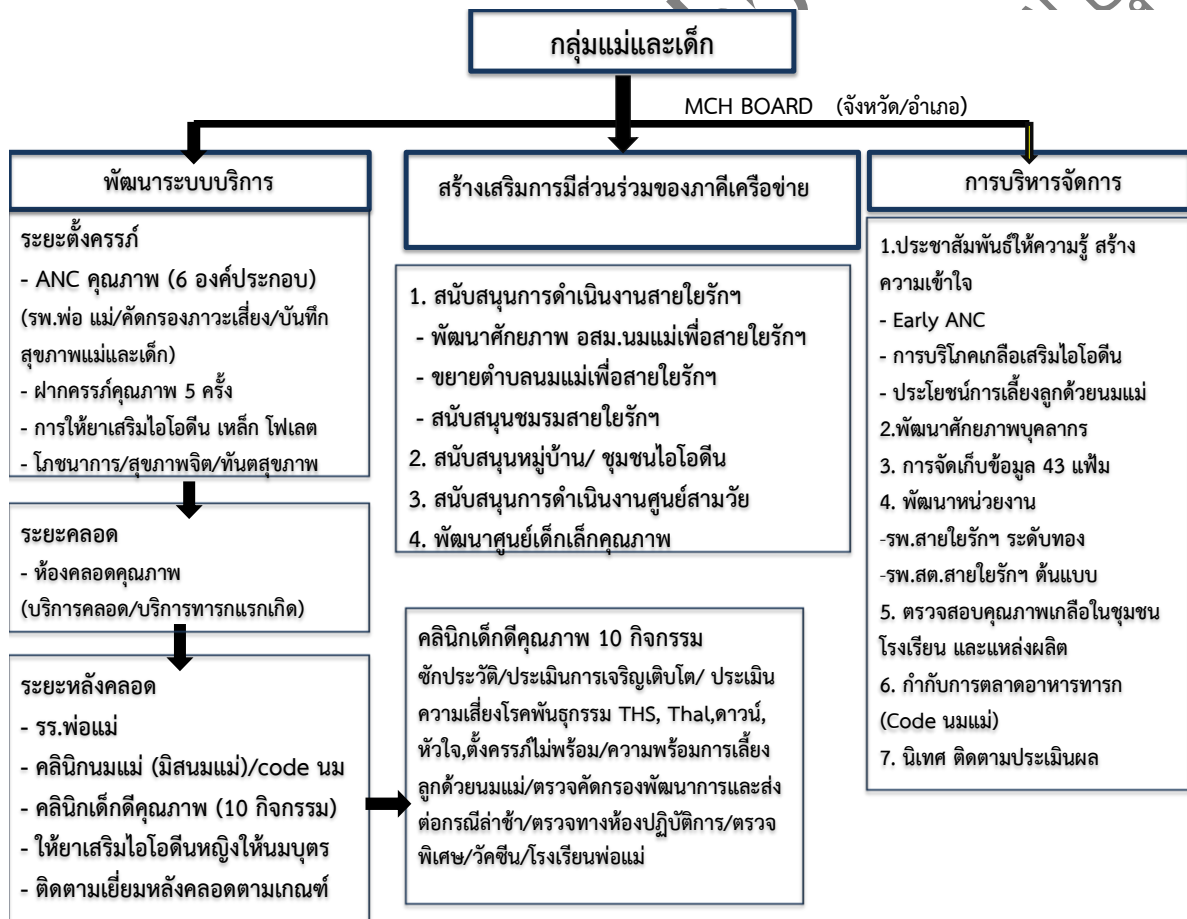 กลุ่มแม่และเด็ก
MCH BOARD (จังหวัด/อำเภอ)
พัฒนาระบบบริการ
ระยะตั้งครรภ์
- ANC คุณภาพ (6 องค์ประกอบ)
(รพ.พ่อ แม่/คัดกรองภาวะเสี่ยง/บันทึก
สุขภาพแม่และเด็ก)
- ฝากครรภ์คุณภาพ 5 ครั้ง
- การให้ยาเสริมไอโอดีน เหล็ก โฟเลต
- โภชนาการ/สุขภาพจิต/ทันตสุขภาพ
ระยะคลอด
- ห้องคลอดคุณภาพ
(บริการคลอด/บริการทารกแรกเกิด)
ระยะหลังคลอด
- รร.พ่อแม่
- คลินิกนมแม่ (มิสนมแม่)/code นม
- คลินิกเด็กดีคุณภาพ (10 กิจกรรม)
- ให้ยาเสริมไอโอดีนหญิงให้นมบุตร
- ติดตามเยี่ยมหลังคลอดตามเกณฑ์
สร้างเสริมการมีส่วนร่วมของภาคีเครือข่าย
1. สนับสนุนการดำเนินงานสายใยรักฯ
- พัฒนาศักยภาพ อสม.นมแม่เพื่อสายใยรักฯ
- ขยายตำบลนมแม่เพื่อสายใยรักฯ
- สนับสนุนชมรมสายใยรักฯ
2. สนับสนุนหมู่บ้าน/ ชุมชนไอโอดีน
3. สนับสนุนการดำเนินงานศูนย์สามวัย
4. พัฒนาศูนย์เด็กเล็กคุณภาพ
คลินิกเด็กดีคุณภาพ 10 กิจกรรม
ซักประวัติ/ประเมินการเจริญเติบโต/ ประเมิน
ความเสี่ยงโรคพันธุกรรม THS, Thal,ดาวน์,
หัวใจ,ตั้งครรภ์ไม่พร้อม/ความพร้อมการเลี้ยง
ลูกด้วยนมแม่/ตรวจคัดกรองพัฒนาการและส่ง
ต่อกรณีล่าช้า/ตรวจทางห้องปฏิบัติการ/ตรวจ
พิเศษ/วัคซีน/โรงเรียนพ่อแม่
การบริหารจัดการ
1.ประชาสัมพันธ์ให้ความรู้ สร้าง
ความเข้าใจ
- Early ANC
- การบริโภคเกลือเสริมไอโอดีน
- ประโยชน์การเลี้ยงลูกด้วยนมแม่
2.พัฒนาศักยภาพบุคลากร
3. การจัดเก็บข้อมูล 43 แฟ้ม
4. พัฒนาหน่วยงาน
-รพ.สายใยรักฯ ระดับทอง
-รพ.สต.สายใยรักฯ ต้นแบบ
5. ตรวจสอบคุณภาพเกลือในชุมชน
โรงเรียน และแหล่งผลิต
6. กำกับการตลาดอาหารทารก
(Code นมแม่)
7. นิเทศ ติดตามประเมินผล